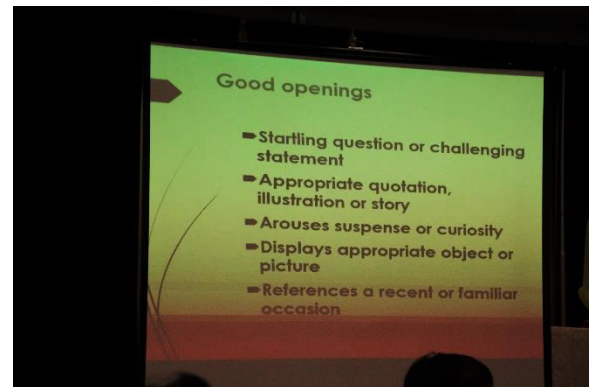 Good openings
Startling question or challenging
statement
Appropriate quotation,
illustration or story
Arouses suspense or curiosity
Displays appropriate object or
picture
References a recent or familiar
occasion